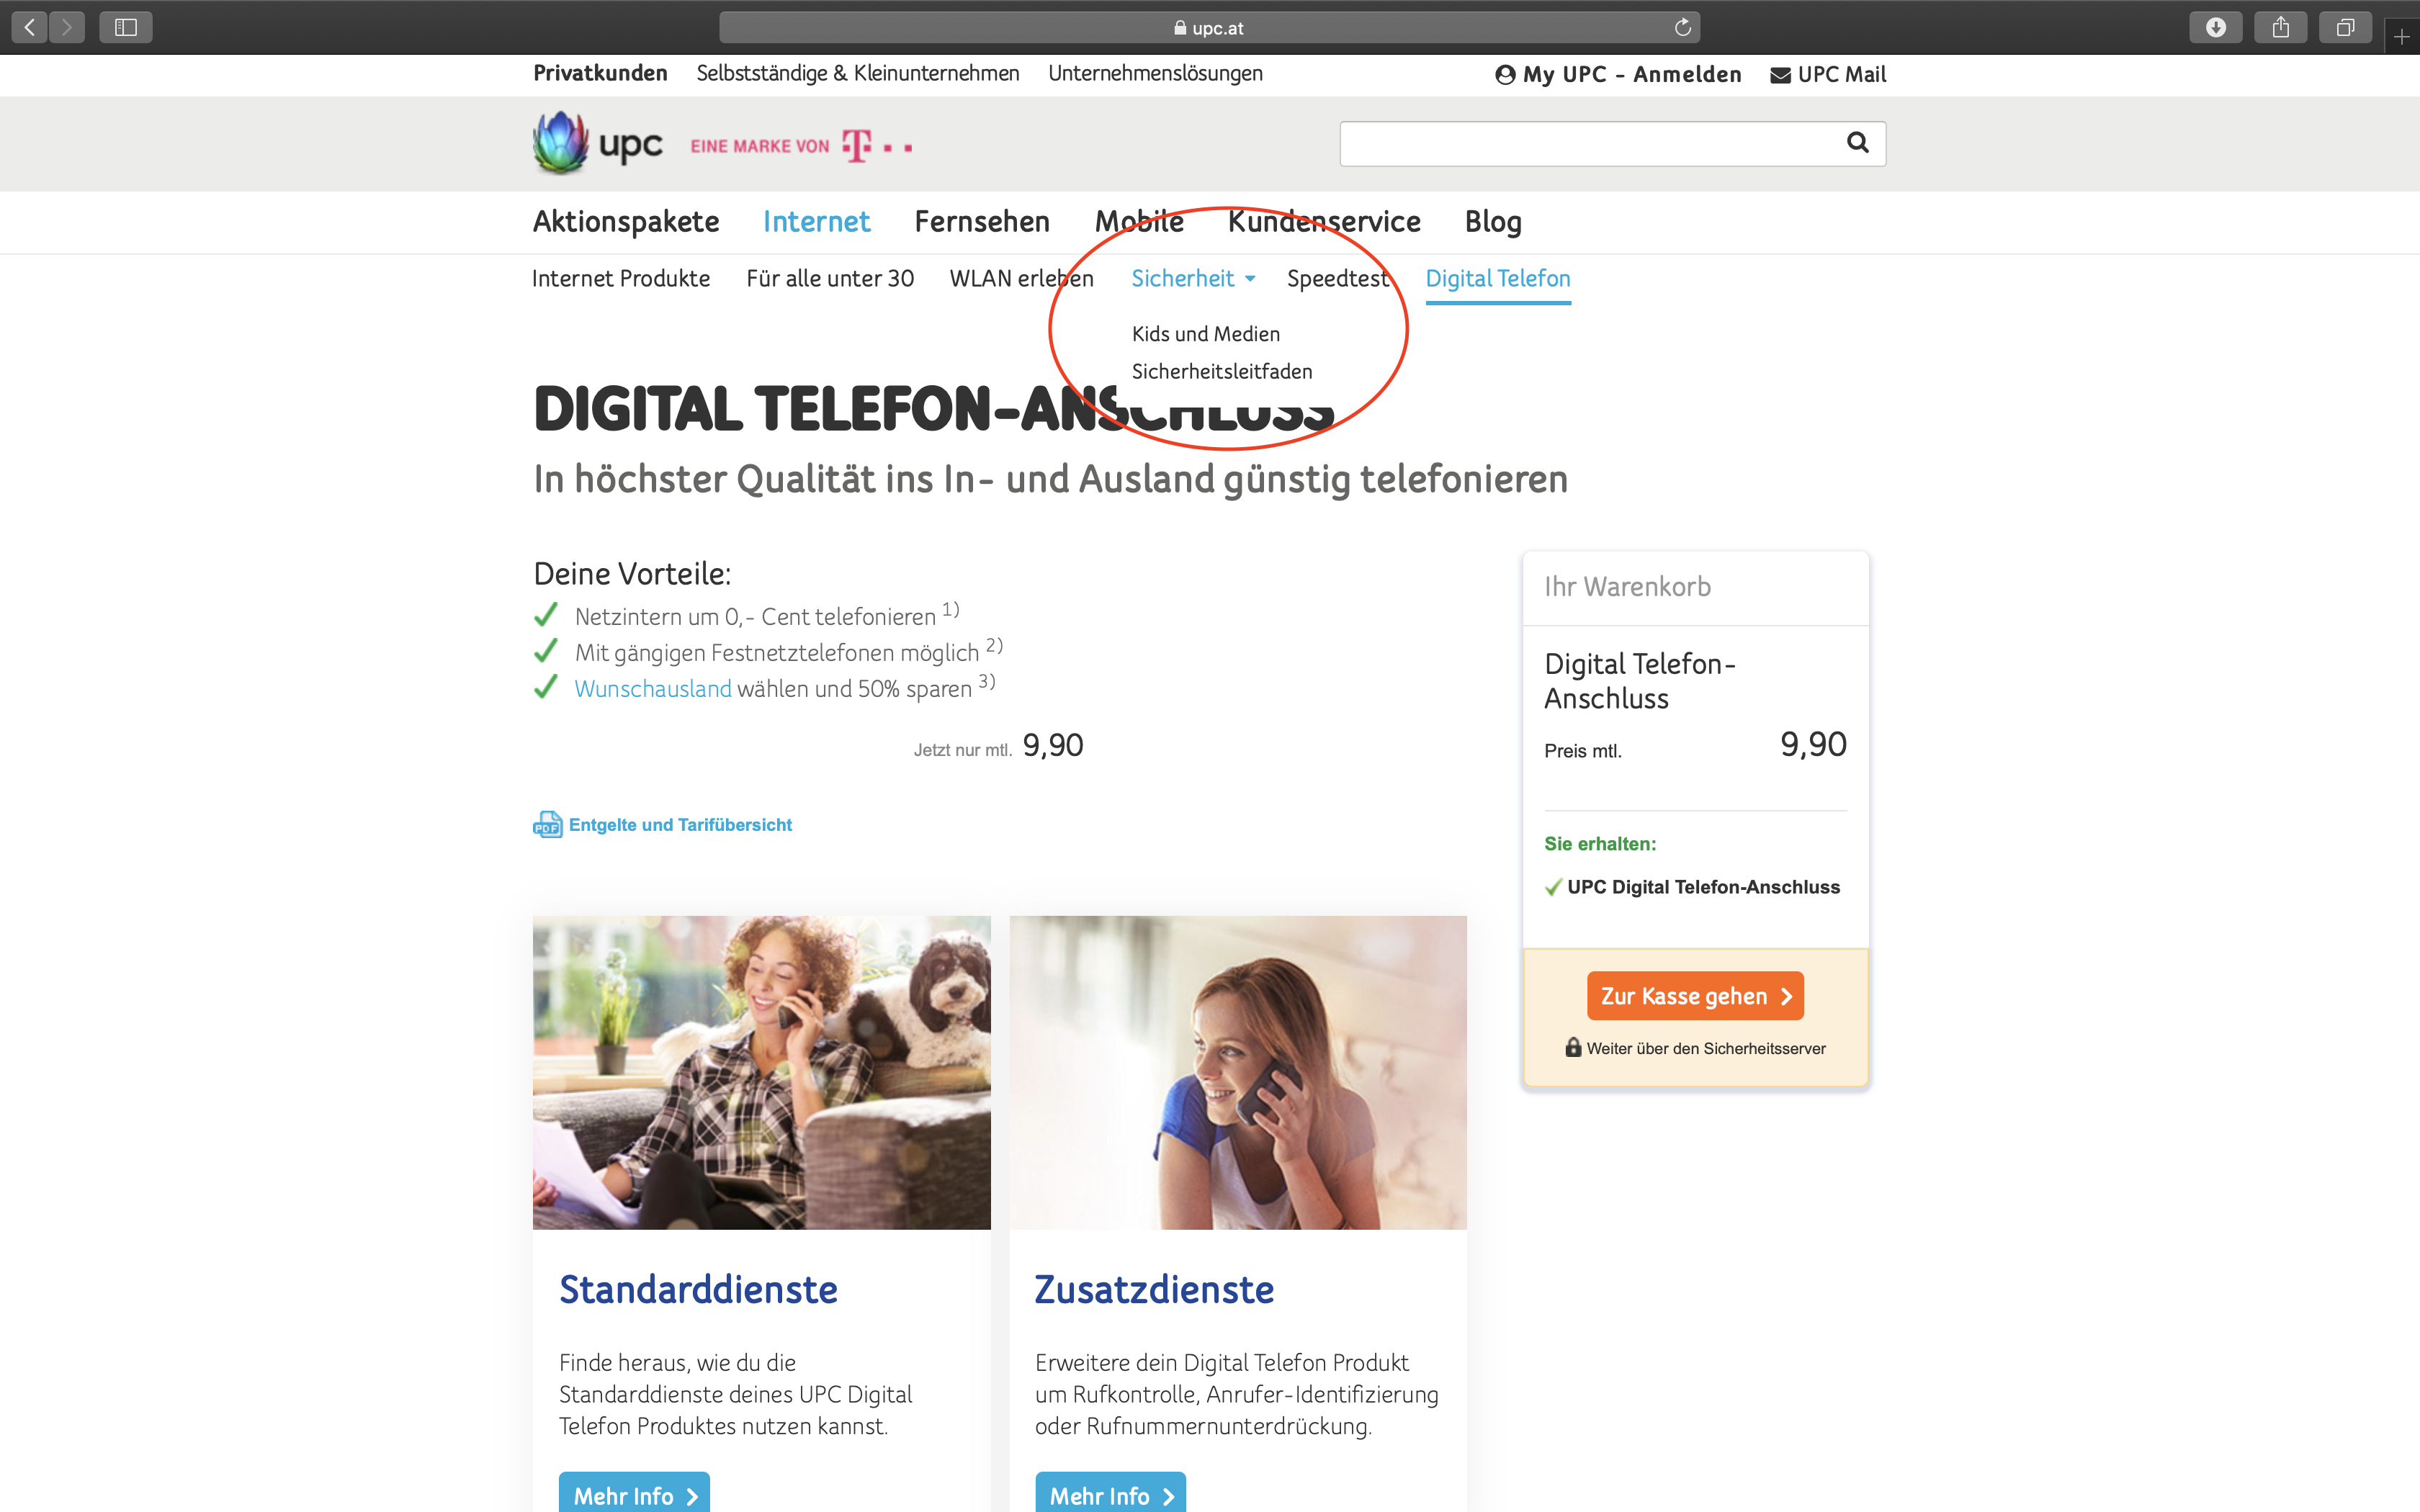 upc.at
Privatkunden Selbstständige & Kleinunternehmen Unternehmenslösungen My UPC - Anmelden UPC Mail
upc EINE MARKE VON T
Aktionspakete Internet Fernsehen Mobile Kundenservice Blog
Internet Produkte Für alle unter 30 WLAN erleben Sicherheit Speedtest Digital Telefon
Kids und Medien
Sicherheitsleitfaden
DIGITAL TELEFON-ANSCHLUSS
In höchster Qualität ins In- und Ausland günstig telefonieren
Deine Vorteile:
Netzintern um 0,- Cent telefonieren 1)
Mit gängigen Festnetztelefonen möglich 2)
Wunschausland wählen und 50% sparen 3)
Jetzt nur mtl. 9,90
PDF Entgelte und Tarifübersicht
Ihr Warenkorb
Digital Telefon-
Anschluss
Preis mtl. 9,90
Sie erhalten:
UPC Digital Telefon-Anschluss
Zur Kasse gehen
Weiter über den Sicherheitsserver
Standarddienste
Finde heraus, wie du die
Standarddienste deines UPC Digital
Telefon Produktes nutzen kannst.
Mehr Info
Zusatzdienste
Erweitere dein Digital Telefon Produkt
um Rufkontrolle, Anrufer-Identifizierung
oder Rufnummernunterdrückung.
Mehr Info